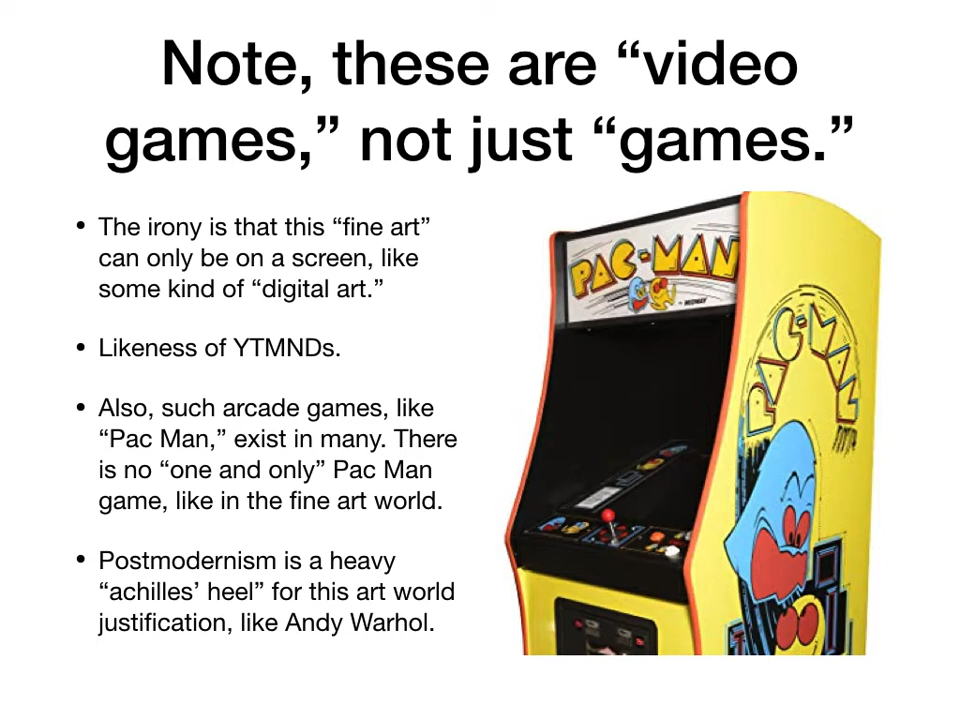 Note, these are “video
games,” not just “games.”
• The irony is that this “fine art”
can only be on a screen, like
some kind of “digital art.”
• Likeness of YTMNDs.
• Also, such arcade games, like
“Pac Man,” exist in many. There
is no “one and only” Pac Man
game, like in the fine art world.
• Postmodernism is a heavy
“achilles’ heel” for this art world
justification, like Andy Warhol.
PAC-MAN
MIDWAY
PAC-MAN